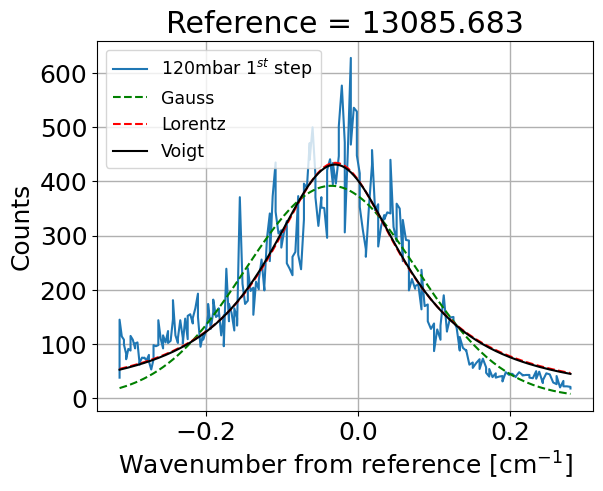 Reference = 13085.683
120mbar 1st step
Gauss
Lorentz
Voigt
Counts
600
500
400
300
200
100
0
−0.2 0.0 0.2
Wavenumber from reference [cm−1]